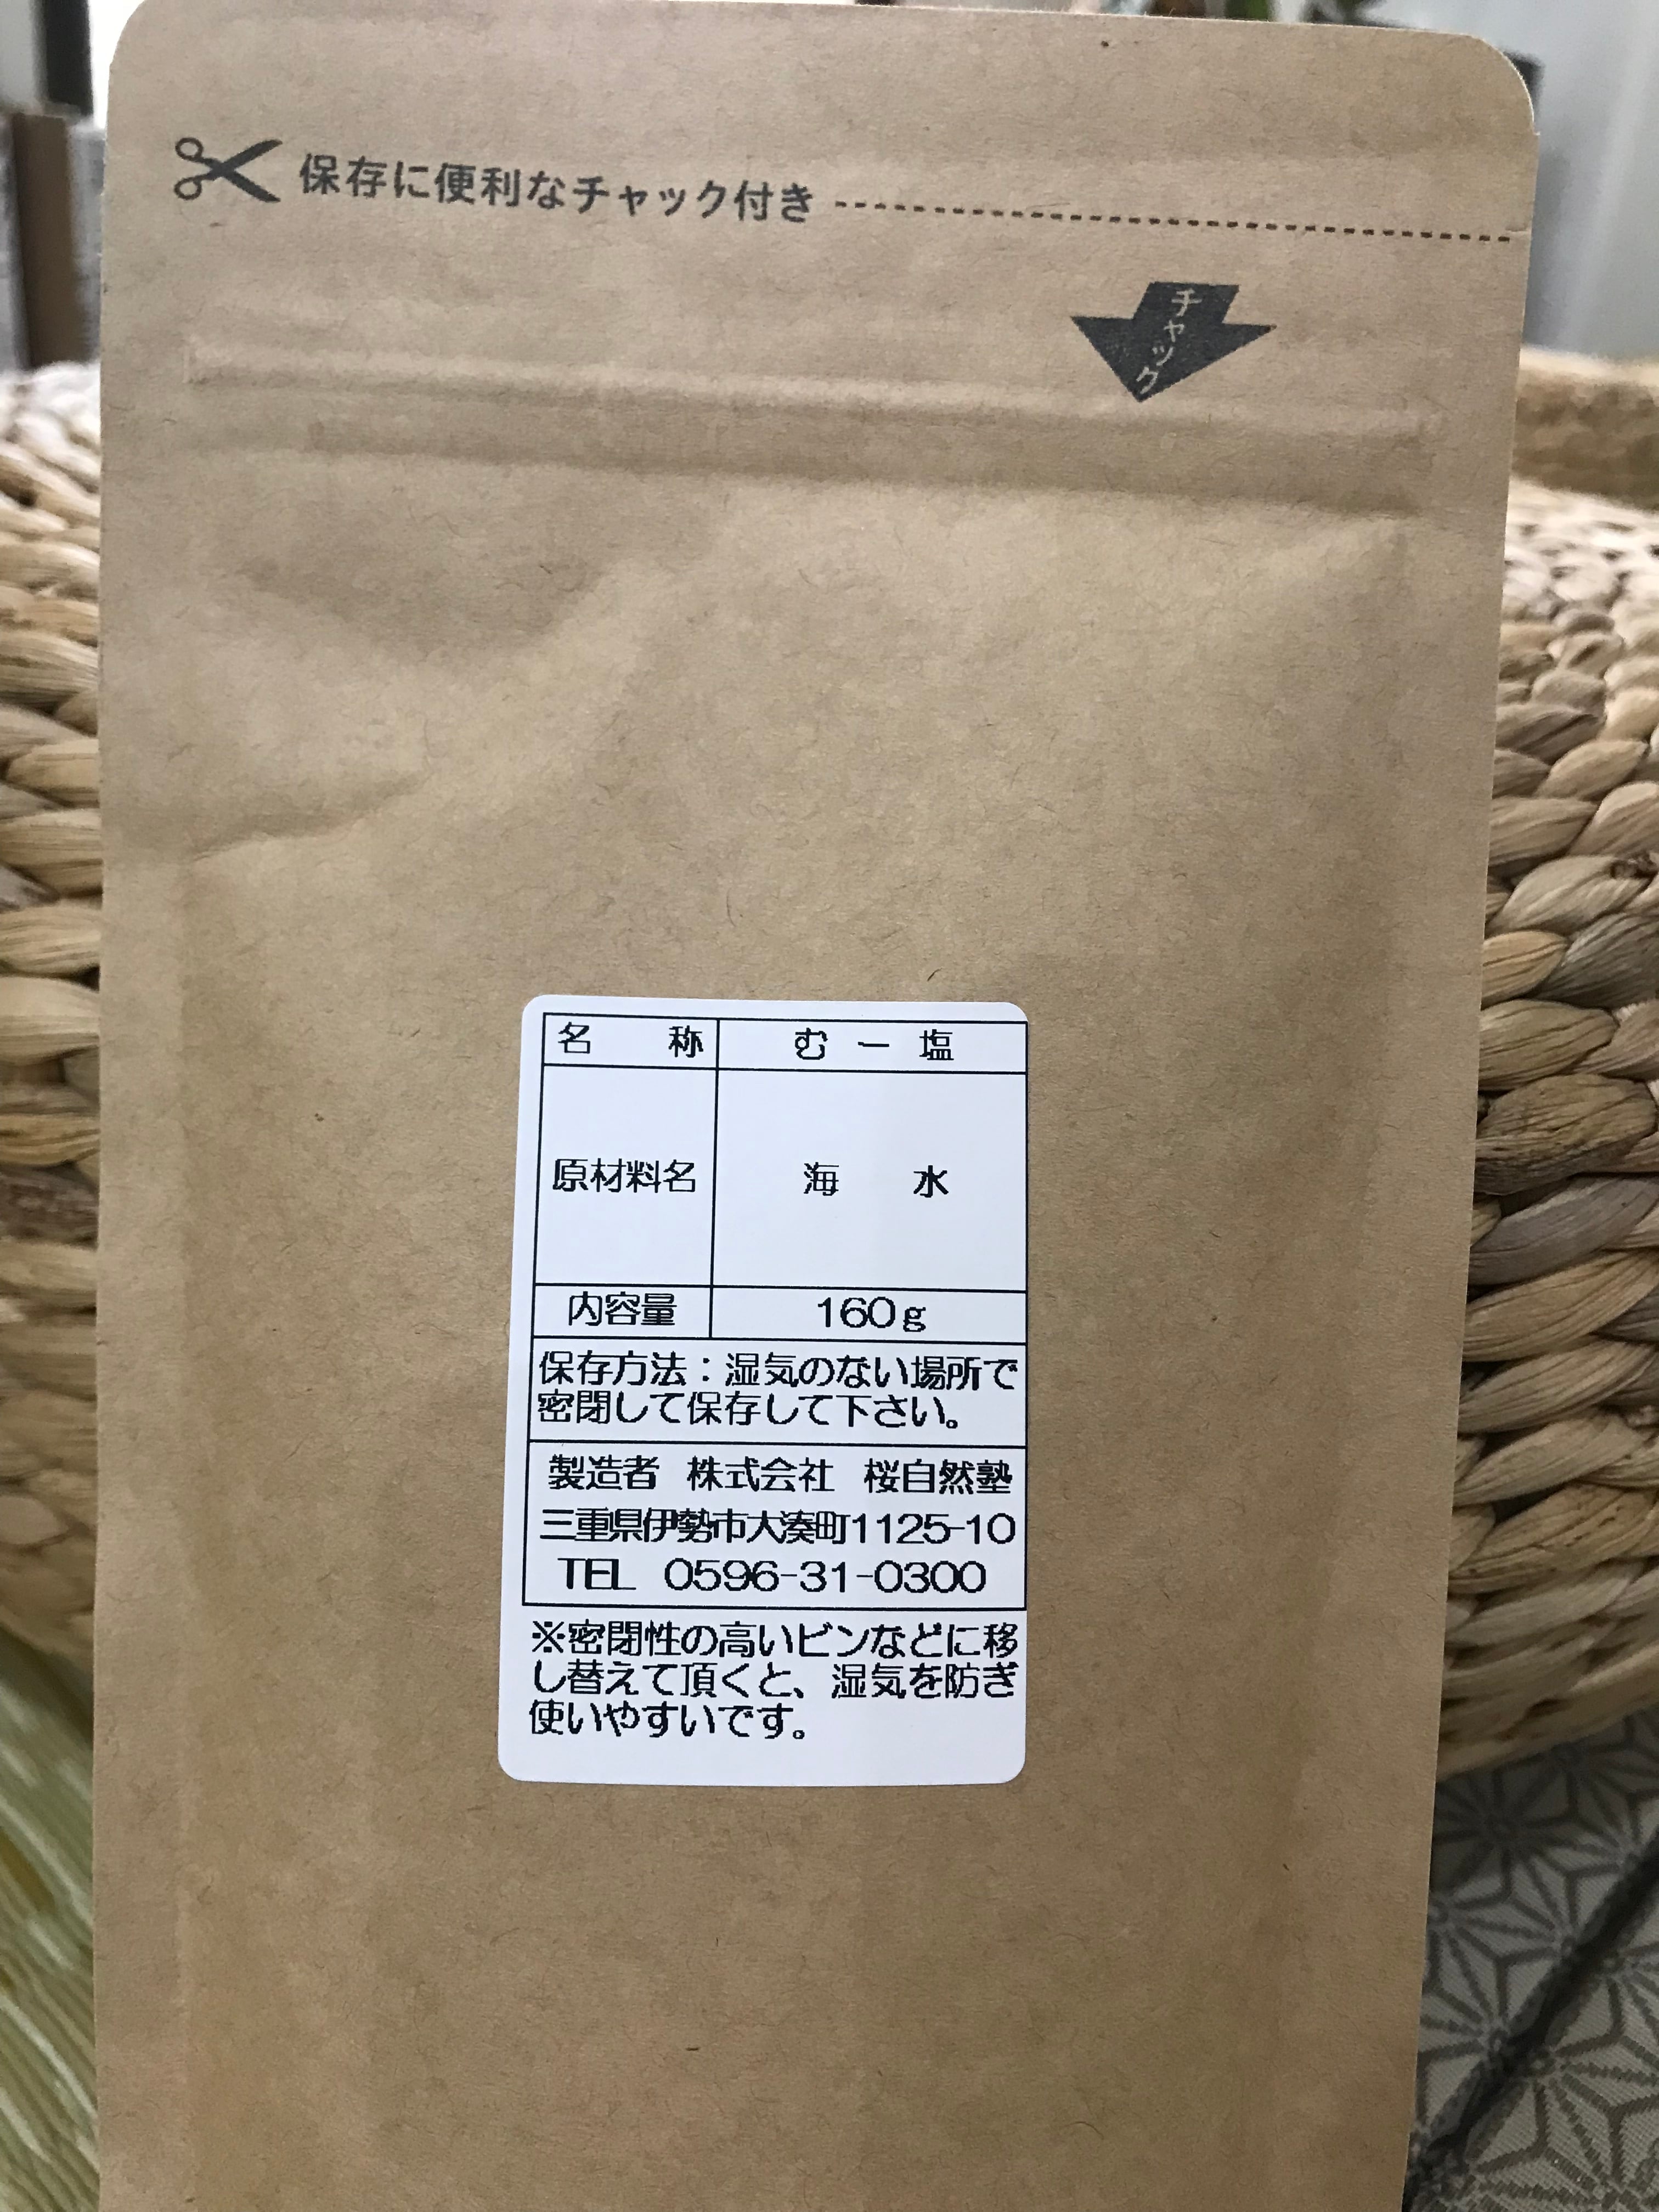 保存に便利なチャック付き
チャック
名 称 むー塩
原材料名 海 水
内容量 160g
保存方法：湿気のない場所で
密閉して保存して下さい。
製造者 株式会社 桜自然塾
三重県伊勢市大湊町1125-10
TEL 0596-31-0300
※密閉性の高いビンなどに移
し替えて頂くと、湿気を防ぎ
使いやすいです。